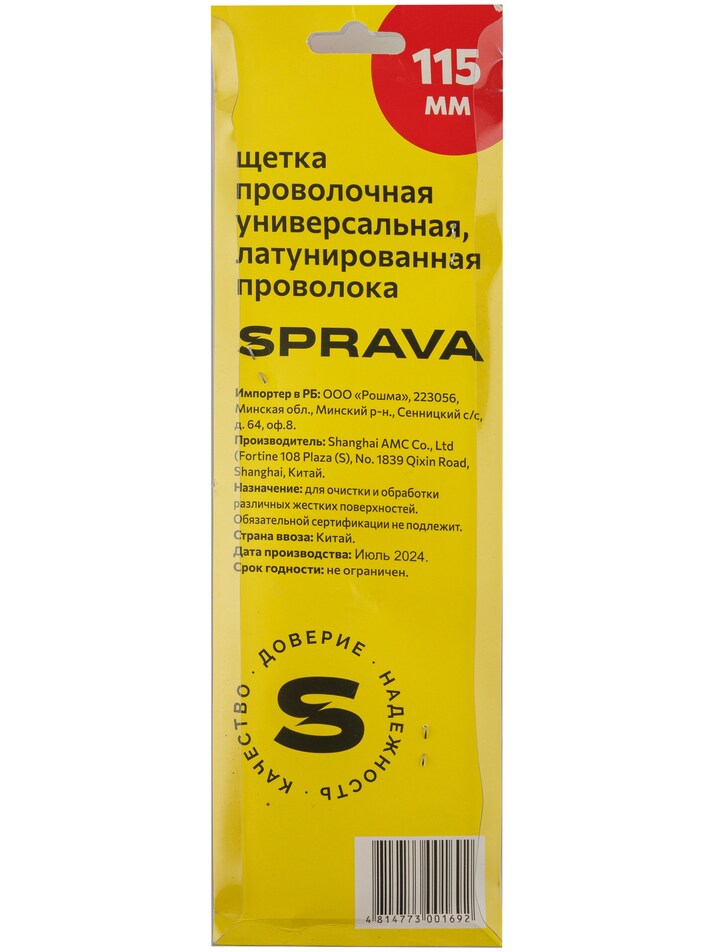 115
мм
щетка
проволочная
универсальная,
латунированная
проволока
SPRAVA
Импортер в РБ: ООО «Рошма», 223056,
Минская обл., Минский р-н., Сенницкий с/с,
д. 64, оф.8.
Производитель: Shanghai AMC Co., Ltd
(Fortine 108 Plaza (S), No. 1839 Qixin Road,
Shanghai, Китай.
Назначение: для очистки и обработки
различных жестких поверхностей.
Обязательной сертификации не подлежит.
Страна ввоза: Китай.
Дата производства: Июль 2024.
Срок годности: не ограничен.
ДОВЕРИЕ · НАДЕЖНОСТЬ · КАЧЕСТВО ·
S
4 814773 001692